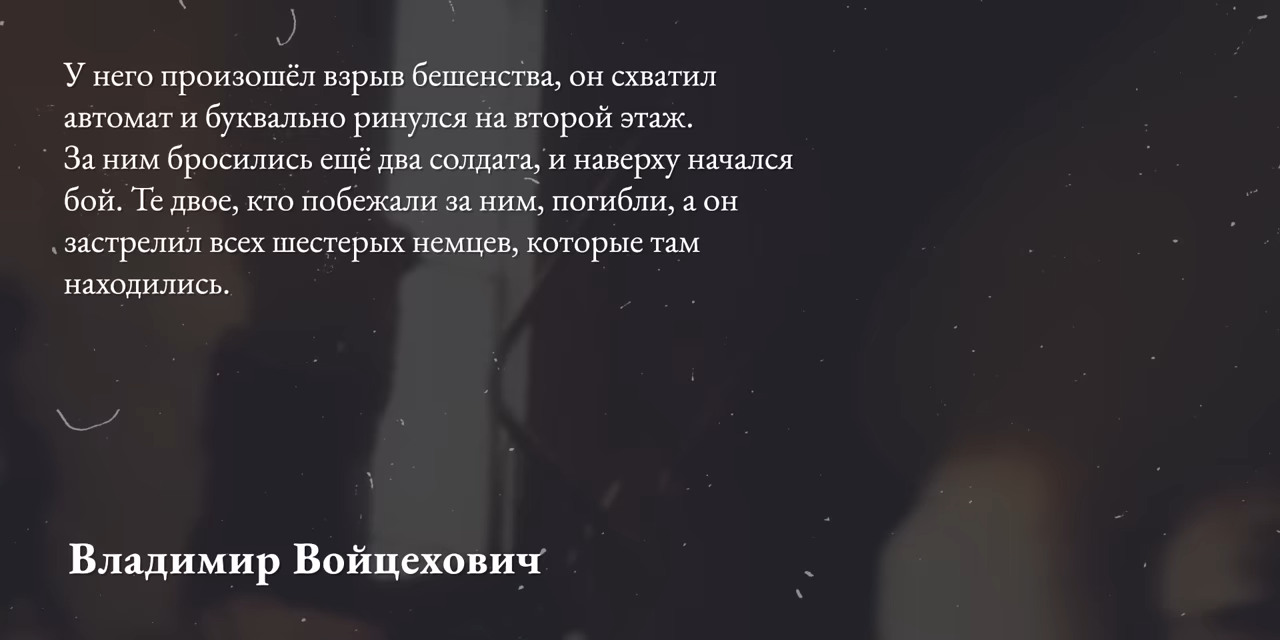 У него произошёл взрыв бешенства, он схватил
автомат и буквально ринулся на второй этаж.
За ним бросились ещё два солдата, и наверху начался
бой. Те двое, кто побежали за ним, погибли, а он
застрелил всех шестерых немцев, которые там
находились.
Владимир Войцехович